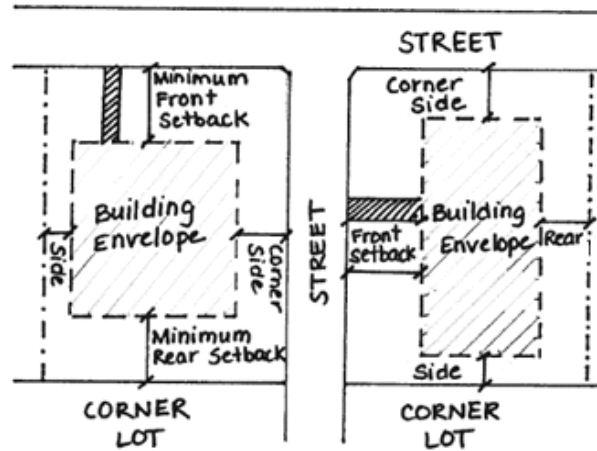 STREET
Minimum
Front
Setback
Corner
Side
Building
Envelope
Side
Corner
Side
STREET
Front
Setback
Building
Envelope
Rear
Minimum
Rear Setback
Side
CORNER
LOT
CORNER
LOT